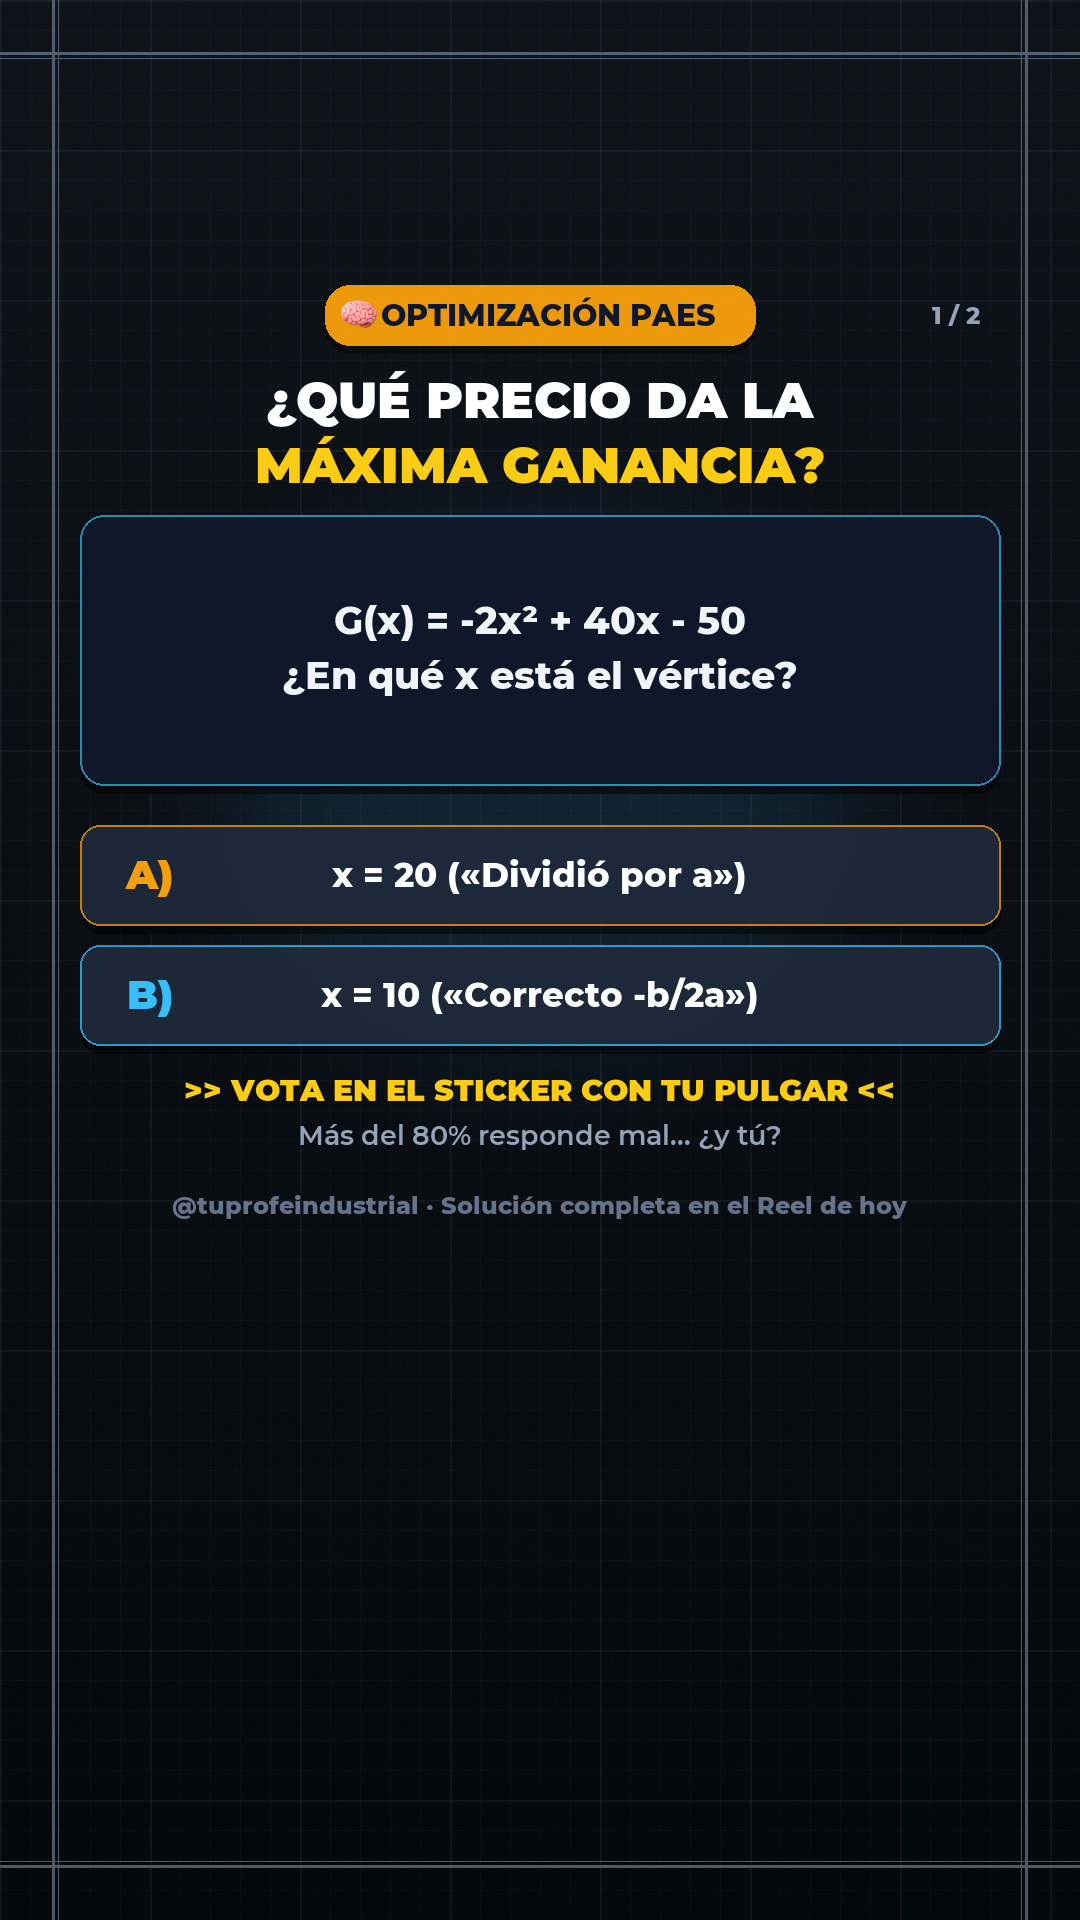 🧠OPTIMIZACIÓN PAES
1 / 2
¿QUÉ PRECIO DA LA
MÁXIMA GANANCIA?
G(x) = -2x² + 40x - 50
¿En qué x está el vértice?
A) x = 20 («Dividió por a»)
B) x = 10 («Correcto -b/2a»)
>> VOTA EN EL STICKER CON TU PULGAR <<
Más del 80% responde mal... ¿y tú?
@tuprofeindustrial · Solución completa en el Reel de hoy